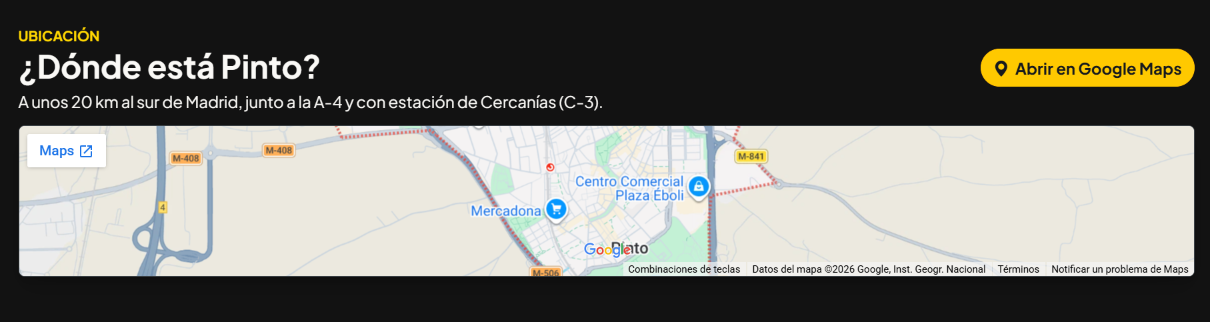 UBICACIÓN
¿Dónde está Pinto?
A unos 20 km al sur de Madrid, junto a la A-4 y con estación de Cercanías (C-3).
Abrir en Google Maps
Maps
M-408
M-408
M-841
Centro Comercial
Plaza Éboli
4
Mercadona
Google
Pinto
M-506
Combinaciones de teclas
Datos del mapa ©2026 Google, Inst. Geogr. Nacional
Términos
Notificar un problema de Maps